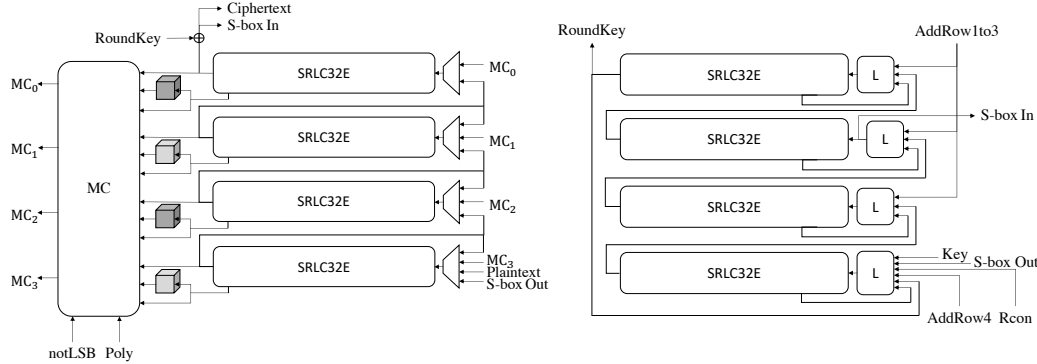 Ciphertext
S-box In
RoundKey
SRLC32E
MC₀
MC₀
SRLC32E
MC₁
MC₁
MC
SRLC32E
MC₂
MC₂
SRLC32E
MC₃
Plaintext
S-box Out
MC₃
notLSB Poly
RoundKey
AddRow1to3
SRLC32E
L
S-box In
SRLC32E
L
SRLC32E
L
SRLC32E
L
Key
S-box Out
AddRow4 Rcon